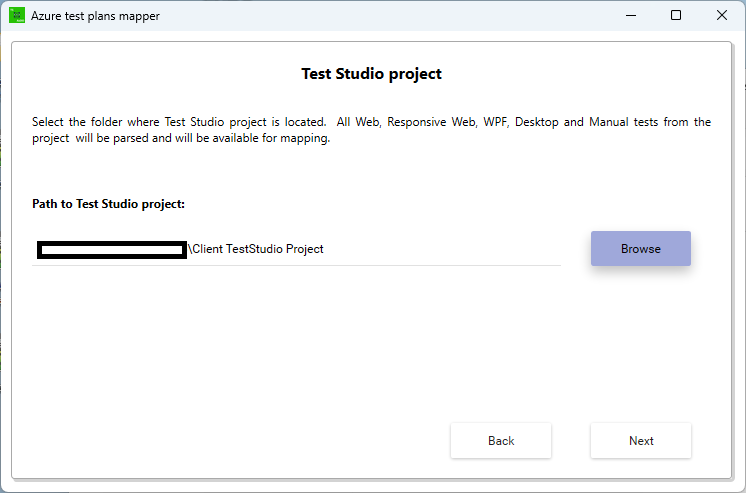 Azure test plans mapper
Test Studio project
Select the folder where Test Studio project is located. All Web, Responsive Web, WPF, Desktop and Manual tests from the
project will be parsed and will be available for mapping.
Path to Test Studio project:
\Client TestStudio Project
Browse
Back
Next